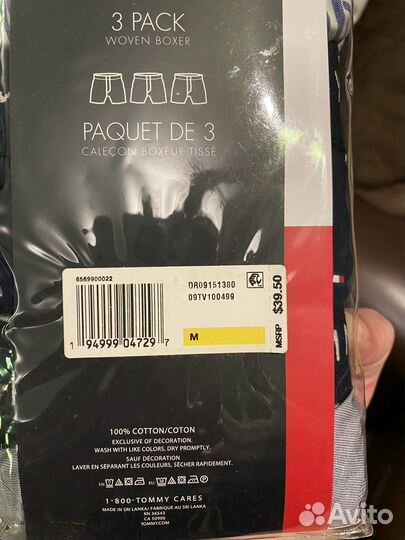 3 PACK
WOVEN BOXER
PAQUET DE 3
CALEÇON BOXEUR TISSÉ
6569900022
DR09151380
09TV100499
M
MSRP $39.50
1 94999 04729 7
100% COTTON/COTON
EXCLUSIVE OF DECORATION.
WASH WITH LIKE COLORS, DRY PROMPTLY.
SAUF DÉCORATION
LAVER EN SÉPARANT LES COULEURS, SÉCHER RAPIDEMENT.
1-800-TOMMY CARES
MADE IN SRI LANKA/ FABRIQUÉ AU SRI LANKA
RN 36543
CA 50900
TOMMY.COM
Avito